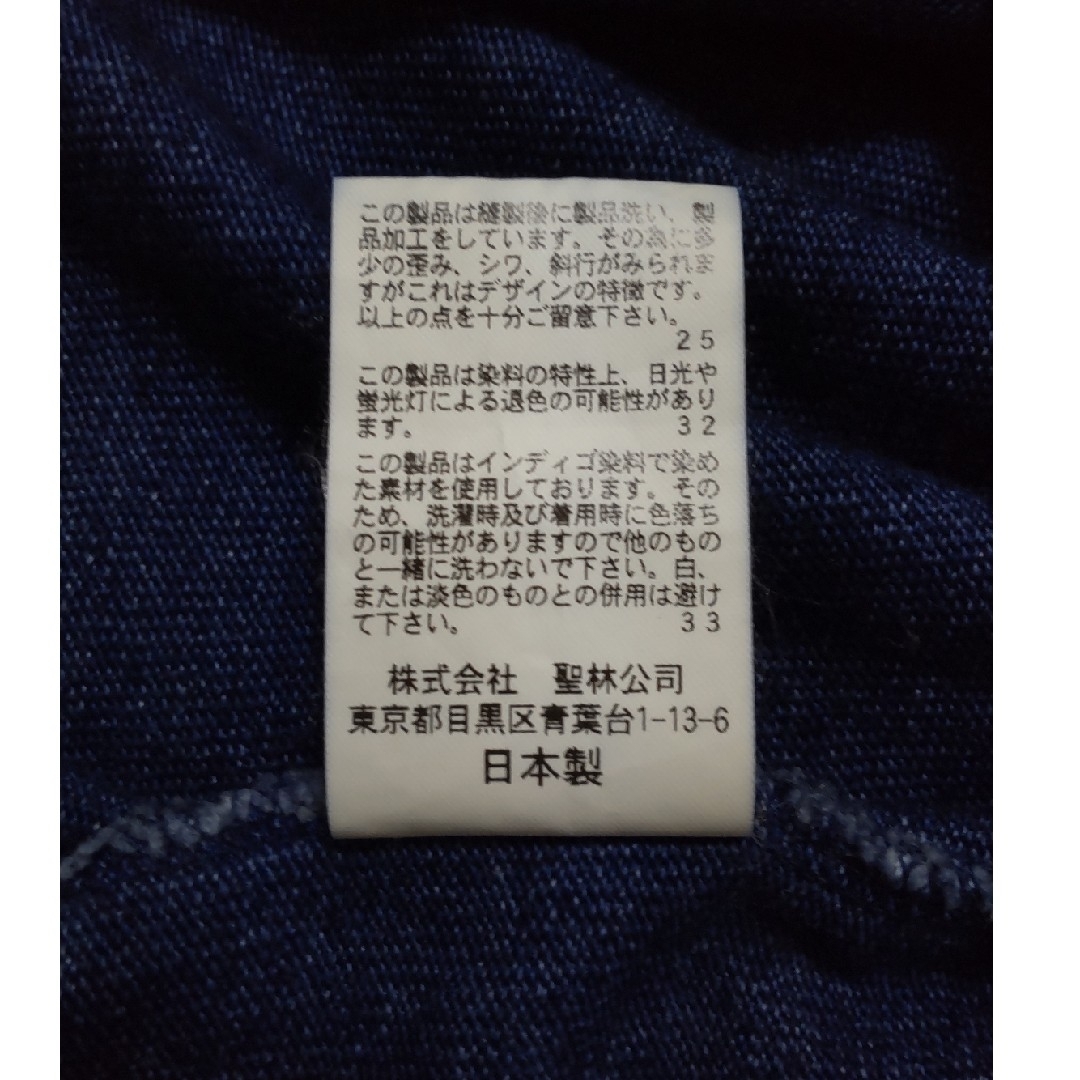 この製品は縫製後に製品洗い、製
品加工をしています。その為に多
少の歪み、シワ、斜行がみられま
すがこれはデザインの特徴です。
以上の点を十分ご留意下さい。
25
この製品は染料の特性上、日光や
蛍光灯による退色の可能性があり
ます。 32
この製品はインディゴ染料で染め
た素材を使用しております。その
ため、洗濯時及び着用時に色落ち
の可能性がありますので他のもの
と一緒に洗わないで下さい。白、
または淡色のものとの併用は避け
て下さい。 33
株式会社 聖林公司
東京都目黒区青葉台1-13-6
日本製